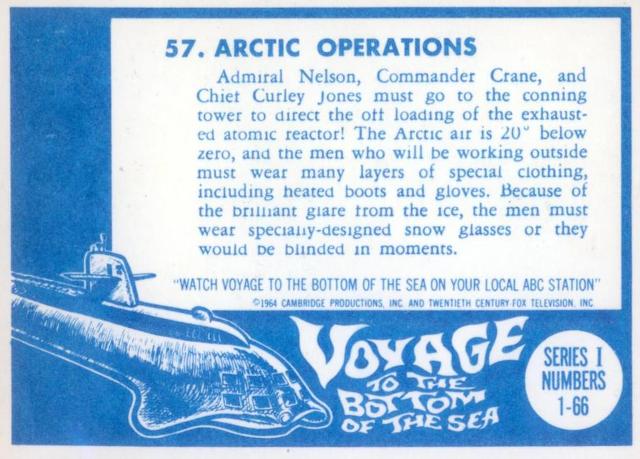 57. ARCTIC OPERATIONS
Admiral Nelson, Commander Crane, and
Chief Curley Jones must go to the conning
tower to direct the off loading of the exhaust-
ed atomic reactor! The Arctic air is 20° below
zero, and the men who will be working outside
must wear many layers of special clothing,
including heated boots and gloves. Because of
the brilliant glare from the ice, the men must
wear specially-designed snow glasses or they
would be blinded in moments.
"WATCH VOYAGE TO THE BOTTOM OF THE SEA ON YOUR LOCAL ABC STATION"
©1964 CAMBRIDGE PRODUCTIONS, INC. AND TWENTIETH CENTURY-FOX TELEVISION, INC.
VOYAGE
TO THE
BOTTOM
OF THE SEA
SERIES I
NUMBERS
1-66